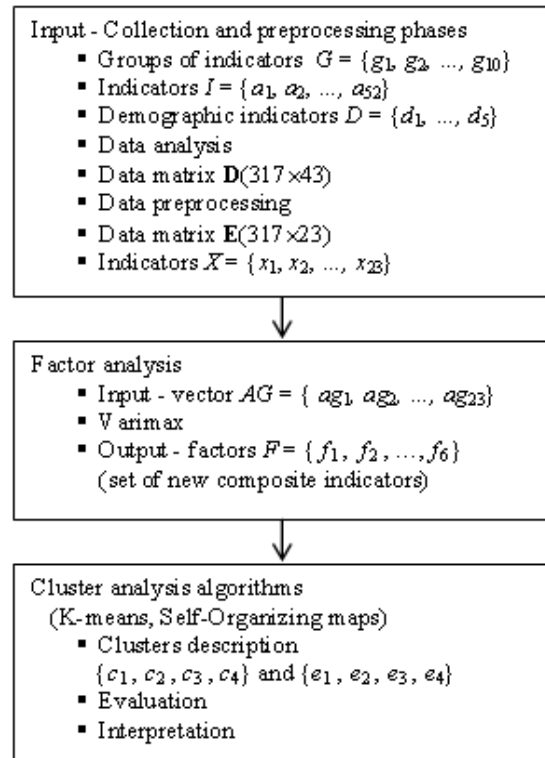 Input - Collection and preprocessing phases
▪ Groups of indicators G = {g1, g2, ..., g10}
▪ Indicators I = {a1, a2, ..., a52}
▪ Demographic indicators D = {d1, ..., d5}
▪ Data analysis
▪ Data matrix D(317×43)
▪ Data preprocessing
▪ Data matrix E(317×23)
▪ Indicators X = {x1, x2, ..., x23}
Factor analysis
▪ Input - vector AG = { ag1, ag2, ..., ag23}
▪ Varimax
▪ Output - factors F = { f1, f2, ..., f6}
(set of new composite indicators)
Cluster analysis algorithms
(K-means, Self-Organizing maps)
▪ Clusters description
{c1, c2, c3, c4} and {e1, e2, e3, e4}
▪ Evaluation
▪ Interpretation